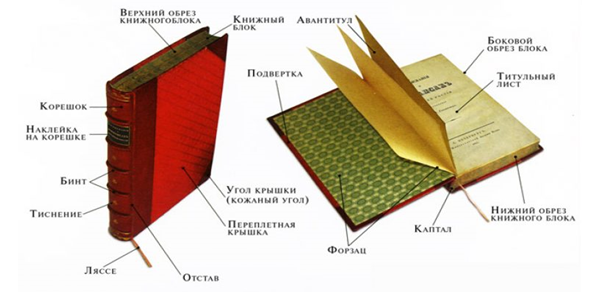 Верхний обрез
книжногоблока
Книжный
блок
Корешок
Наклейка
на корешке
Бинт
Тиснение
Ляссе
Отстав
Переплетная
крышка
Угол крышки
(кожаный угол)
Авантитул
Подвертка
Боковой
обрез блока
Титульный
лист
Нижний обрез
книжного блока
Каптал
Форзац